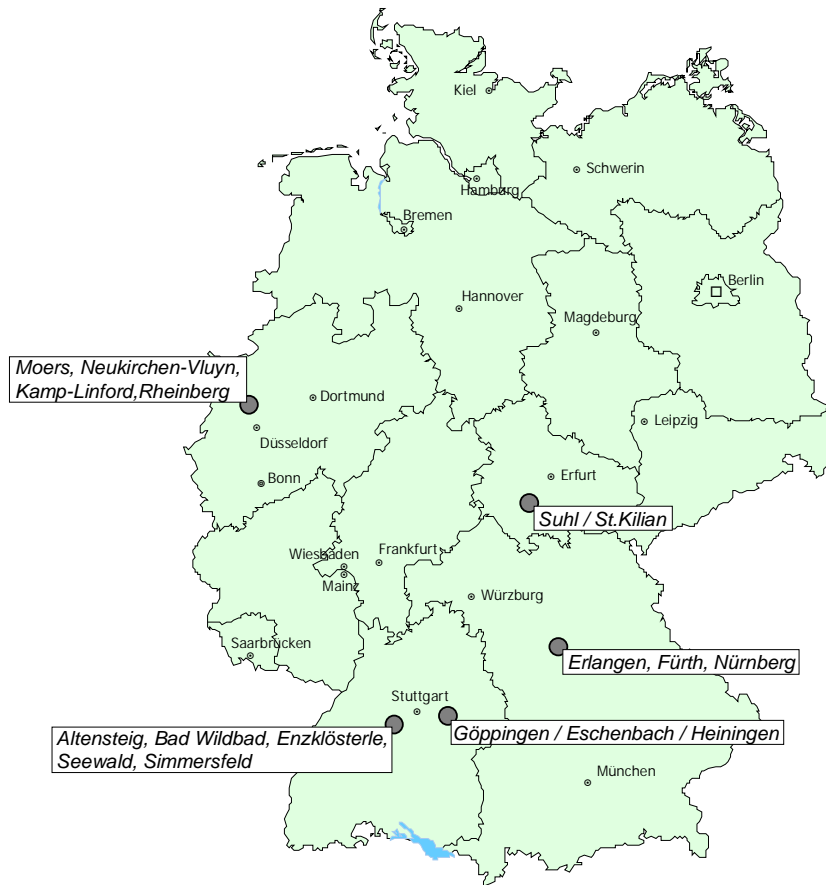 Kiel
Schwerin
Hamburg
Bremen
Berlin
Hannover
Magdeburg
Moers, Neukirchen-Vluyn,
Kamp-Linford,Rheinberg
Dortmund
Leipzig
Düsseldorf
Bonn
Erfurt
Suhl / St.Kilian
Wiesbaden
Frankfurt
Mainz
Würzburg
Saarbrücken
Erlangen, Fürth, Nürnberg
Stuttgart
Göppingen / Eschenbach / Heiningen
Altensteig, Bad Wildbad, Enzklösterle,
Seewald, Simmersfeld
München